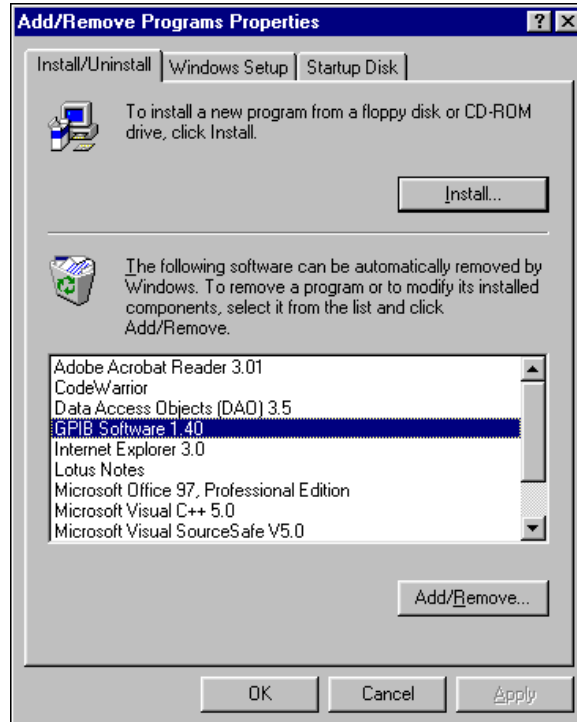 Add/Remove Programs Properties
Install/Uninstall
Windows Setup
Startup Disk
To install a new program from a floppy disk or CD-ROM
drive, click Install.
Install...
The following software can be automatically removed by
Windows. To remove a program or to modify its installed
components, select it from the list and click
Add/Remove.
Adobe Acrobat Reader 3.01
CodeWarrior
Data Access Objects (DAO) 3.5
GPIB Software 1.40
Internet Explorer 3.0
Lotus Notes
Microsoft Office 97, Professional Edition
Microsoft Visual C++ 5.0
Microsoft Visual SourceSafe V5.0
Add/Remove...
OK
Cancel
Apply